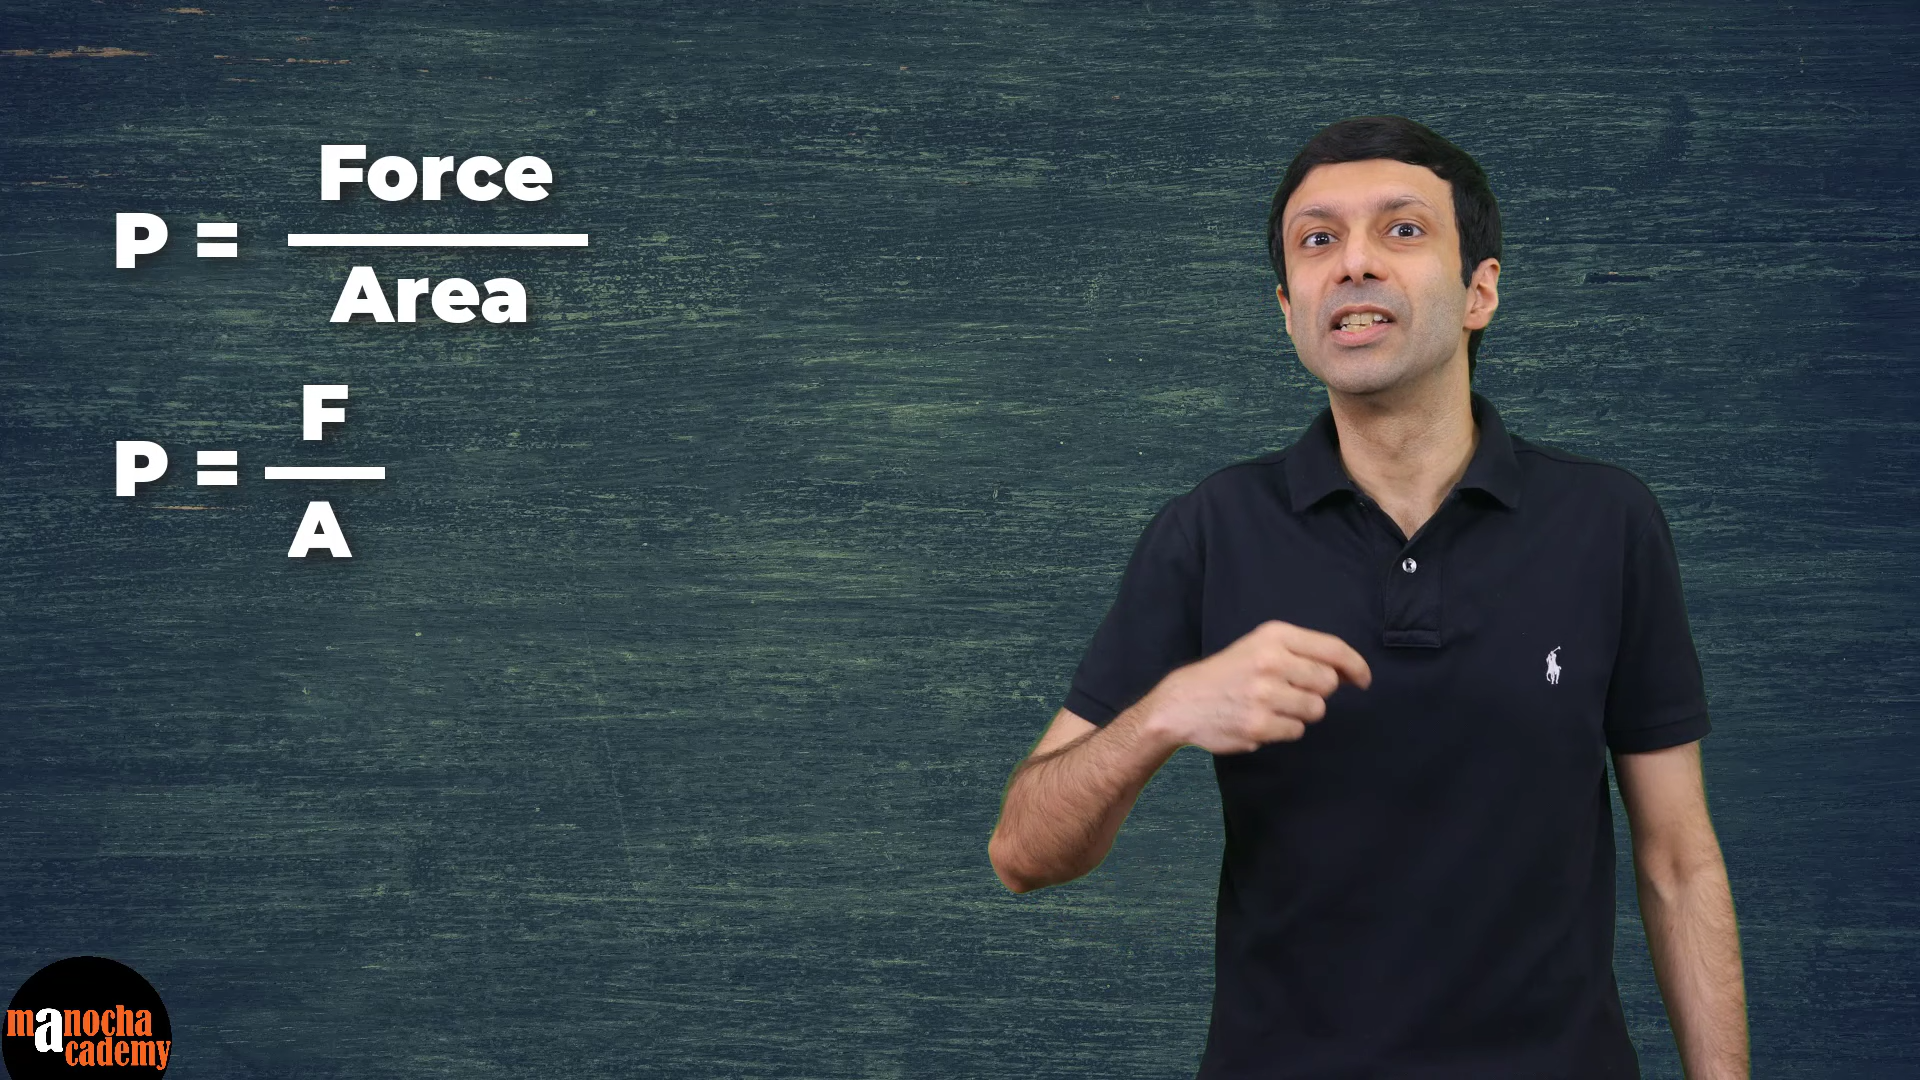 P = Force
Area
P = F
A
manocha
academy